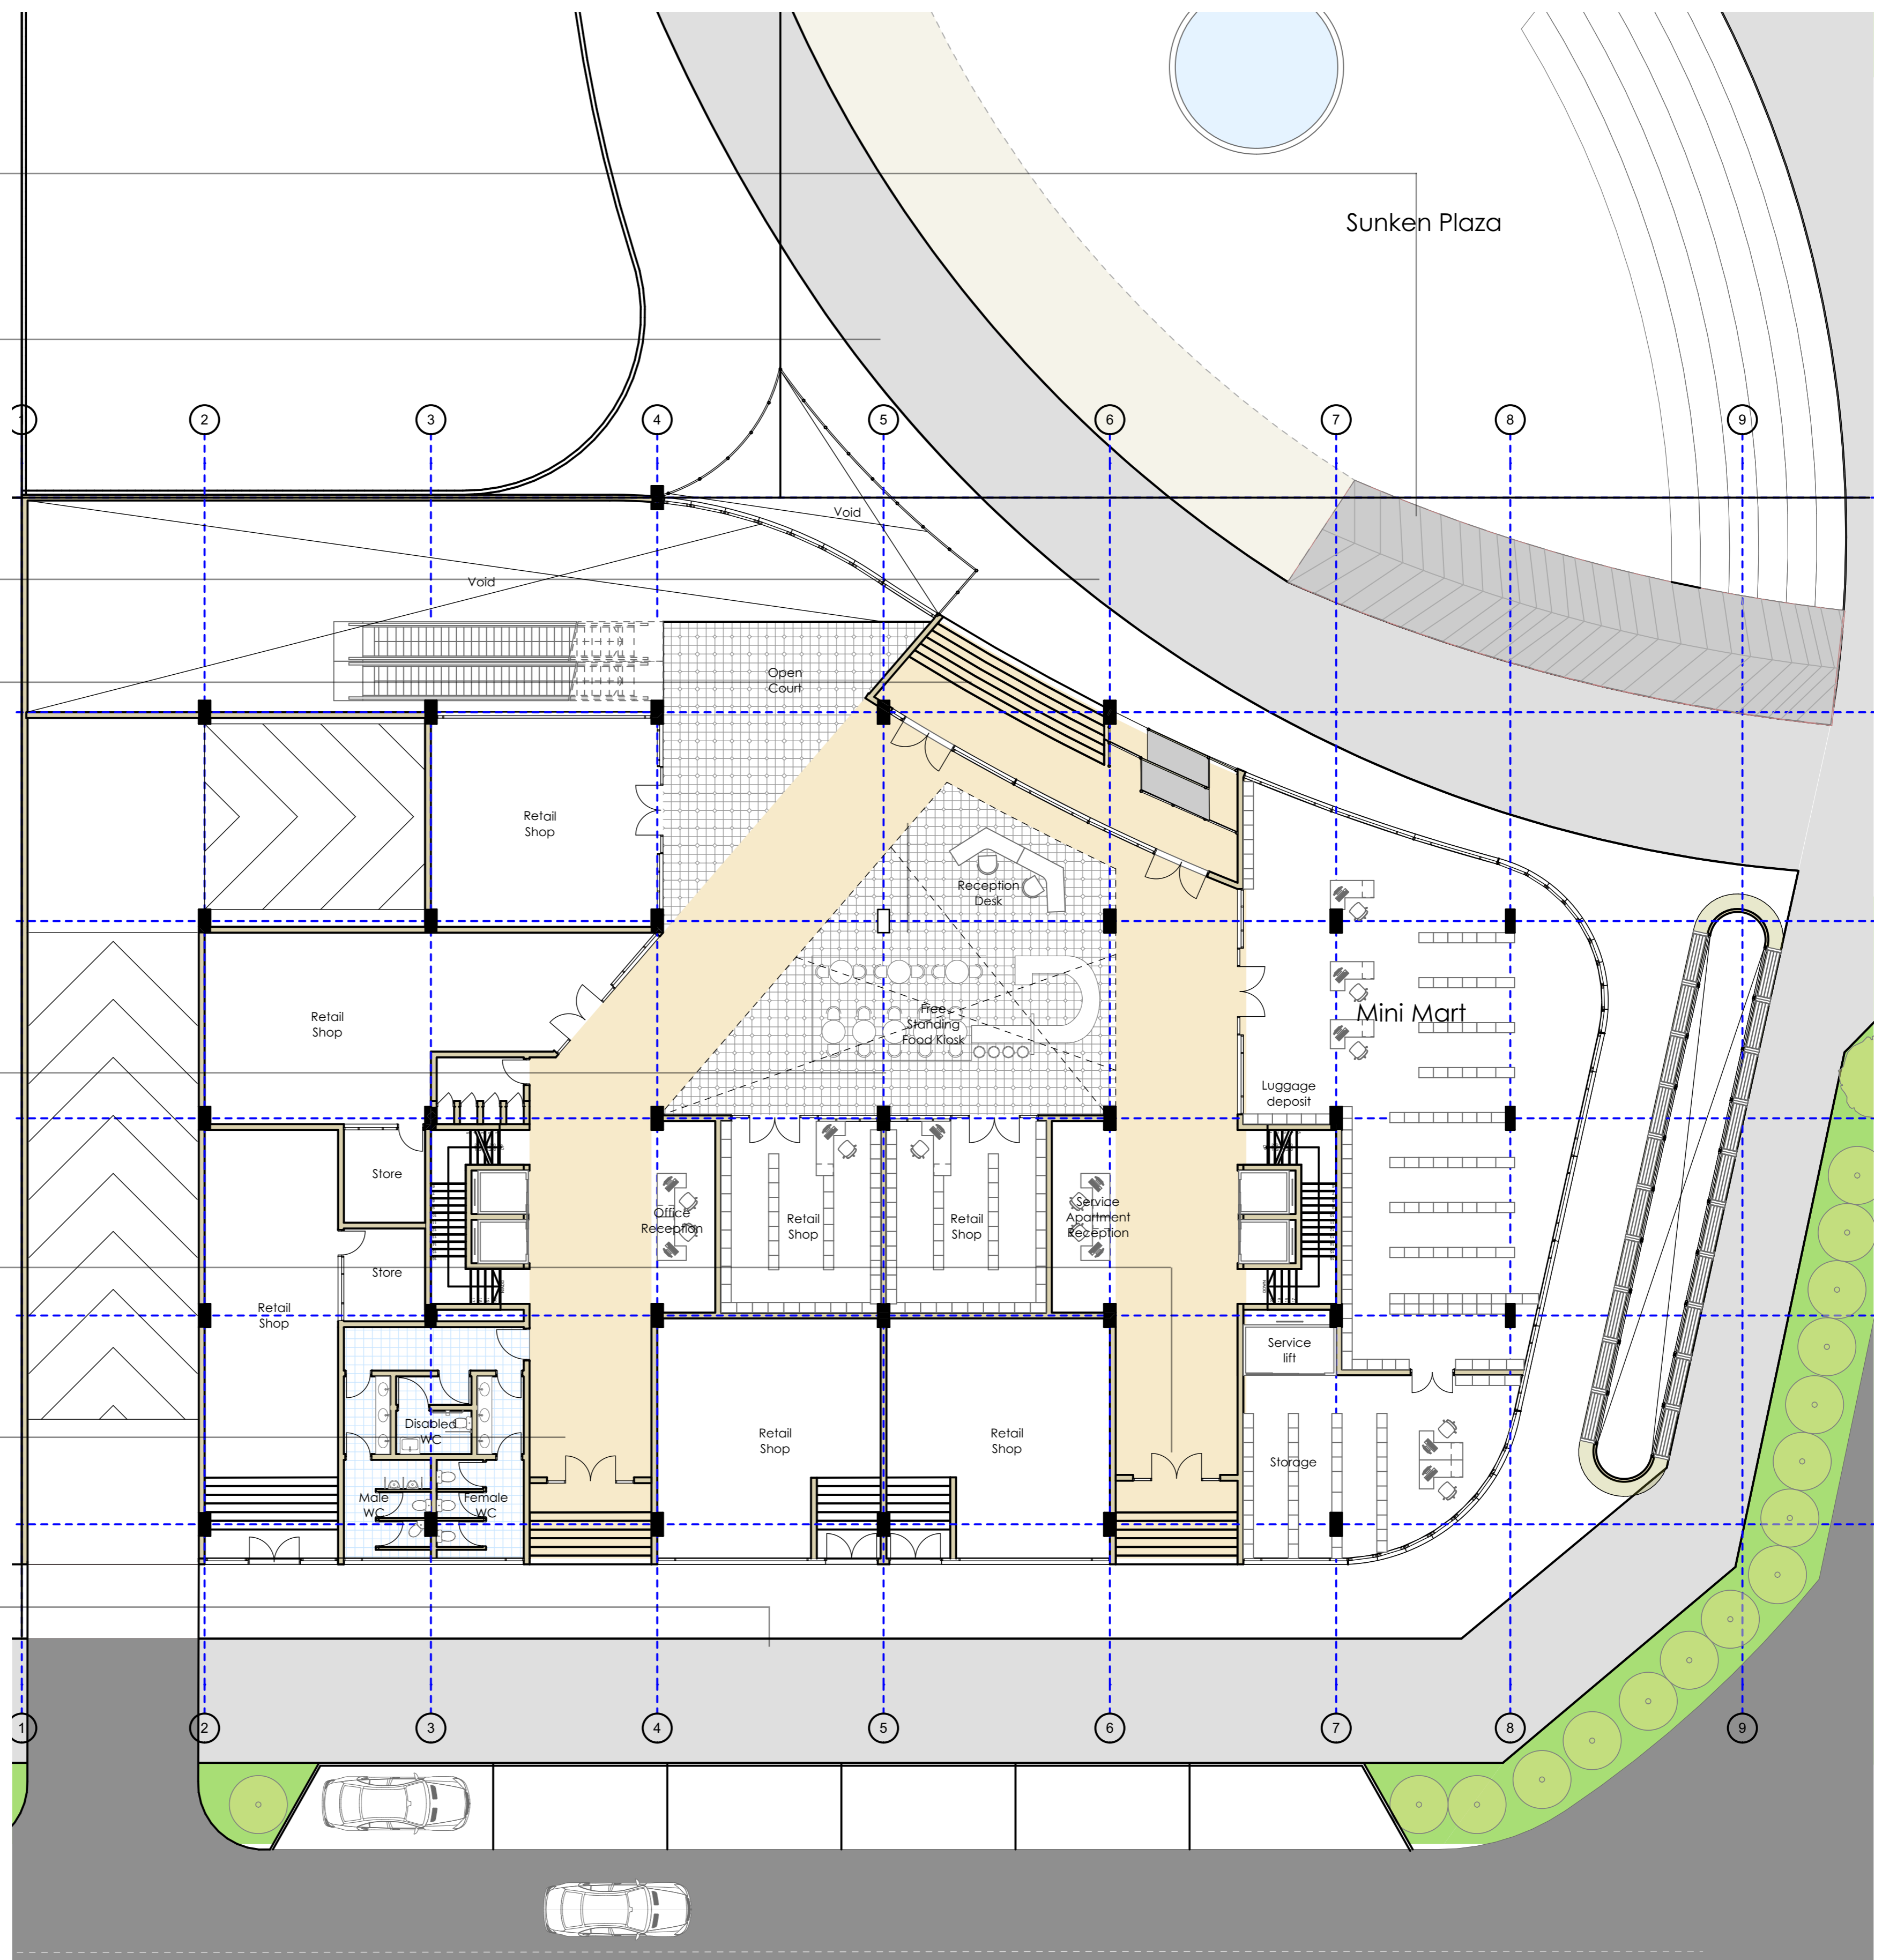 Sunken Plaza
1
2
3
4
5
6
7
8
9
Void
Void
Open
Court
Retail
Shop
Reception
Desk
Retail
Shop
Free
Standing
Food Kiosk
Mini Mart
Luggage
deposit
Store
Office
Reception
Retail
Shop
Retail
Shop
Service
Apartment
Reception
Store
Retail
Shop
Service
lift
Disabled
WC
Retail
Shop
Retail
Shop
Storage
Male
WC
Female
WC
1
2
3
4
5
6
7
8
9